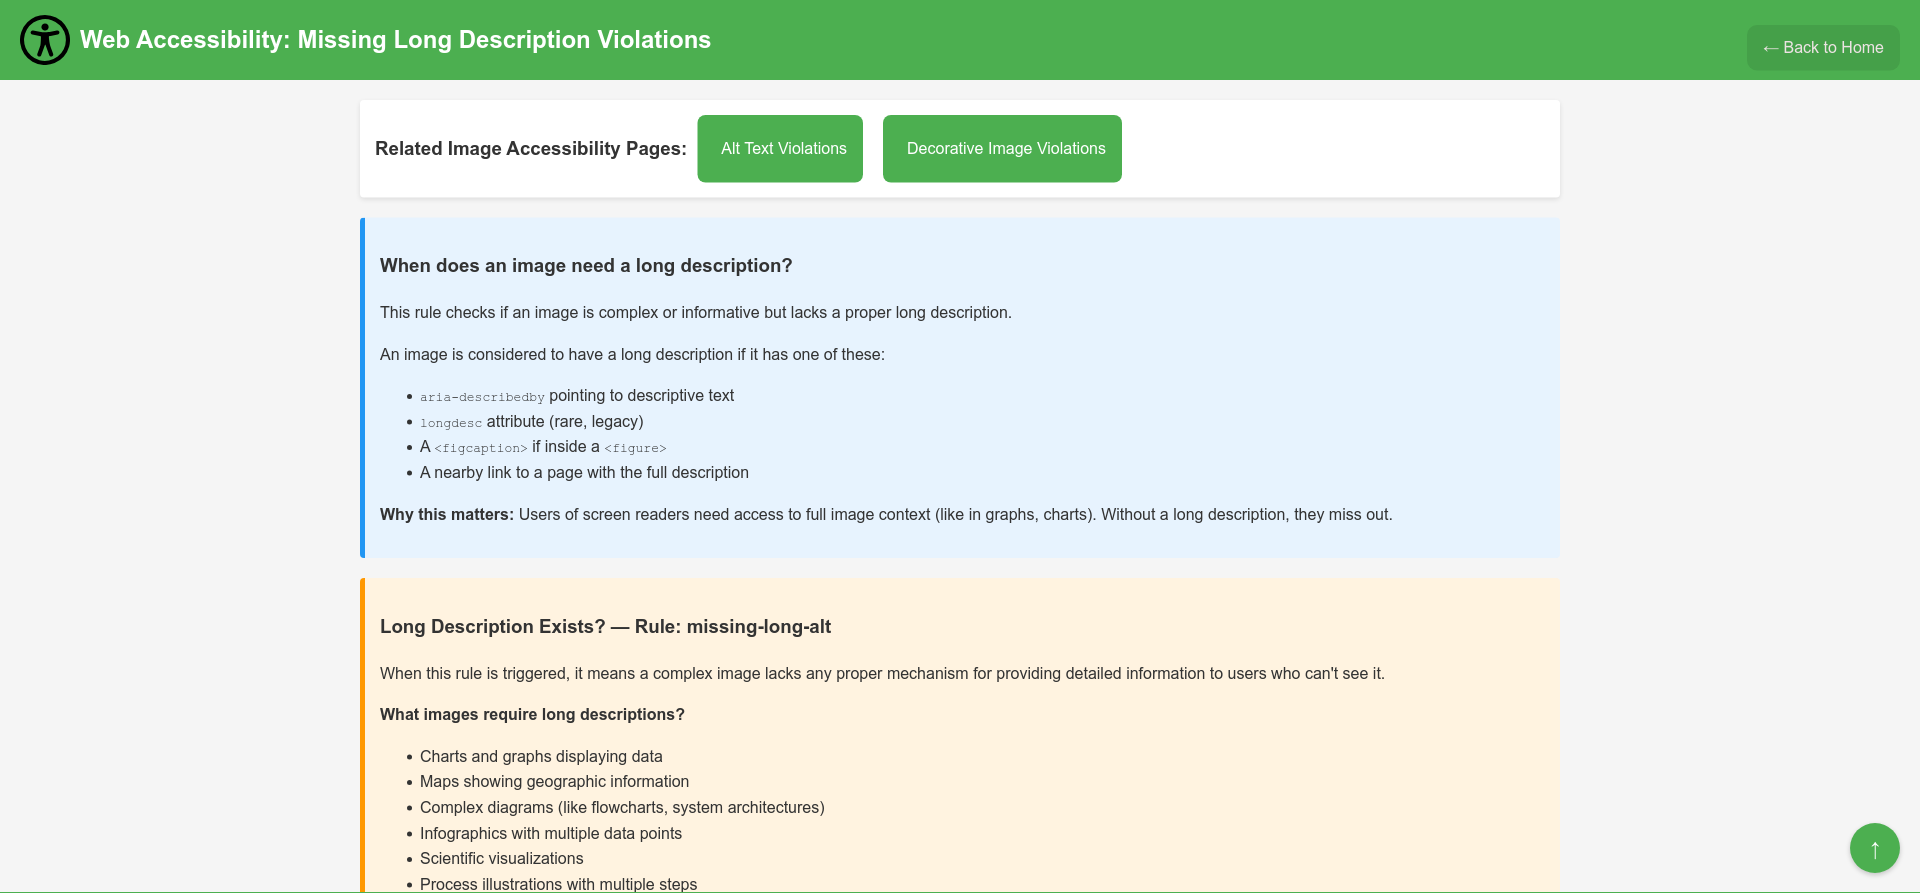 Web Accessibility: Missing Long Description Violations
← Back to Home
Related Image Accessibility Pages:
Alt Text Violations
Decorative Image Violations
When does an image need a long description?
This rule checks if an image is complex or informative but lacks a proper long description.
An image is considered to have a long description if it has one of these:
• aria-describedby pointing to descriptive text
• longdesc attribute (rare, legacy)
• A <figcaption> if inside a <figure>
• A nearby link to a page with the full description
Why this matters: Users of screen readers need access to full image context (like in graphs, charts). Without a long description, they miss out.
Long Description Exists? — Rule: missing-long-alt
When this rule is triggered, it means a complex image lacks any proper mechanism for providing detailed information to users who can't see it.
What images require long descriptions?
• Charts and graphs displaying data
• Maps showing geographic information
• Complex diagrams (like flowcharts, system architectures)
• Infographics with multiple data points
• Scientific visualizations
• Process illustrations with multiple steps
↑